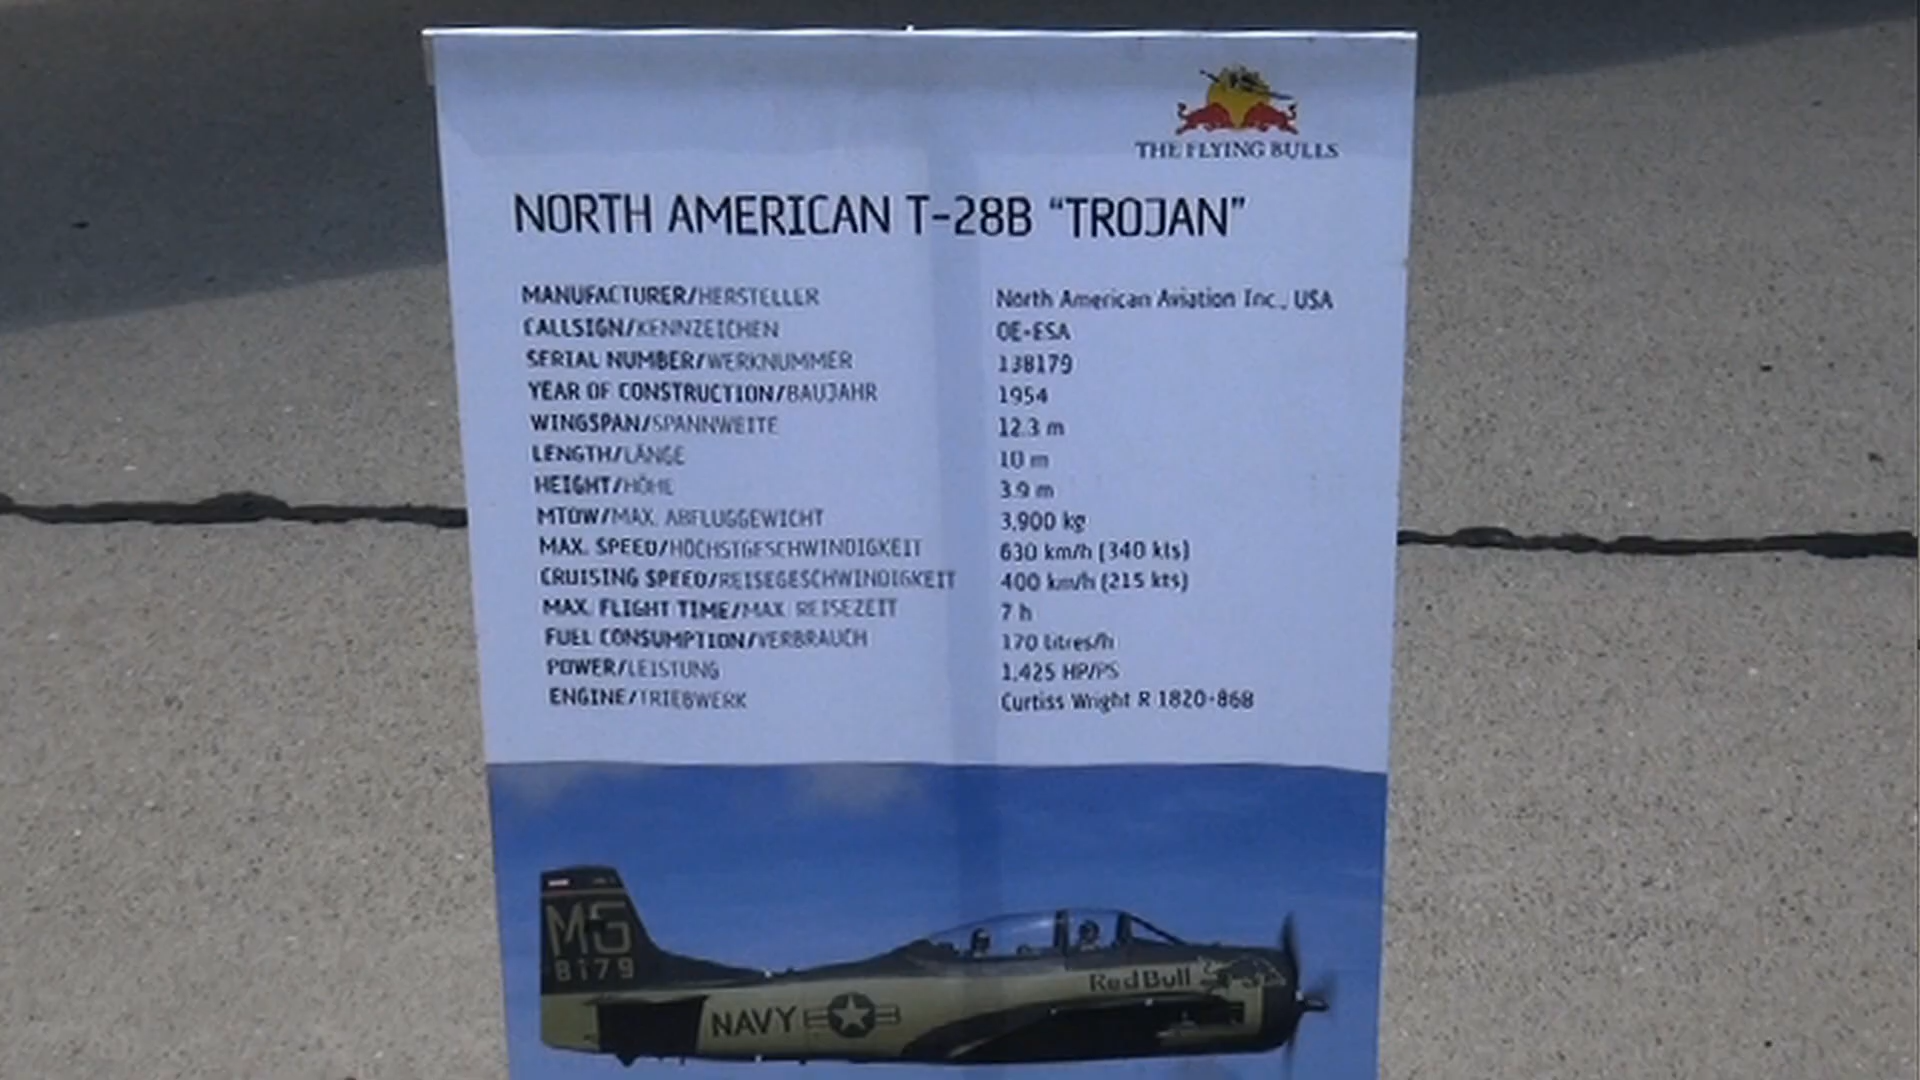 THE FLYING BULLS
NORTH AMERICAN T-28B “TROJAN”
MANUFACTURER/HERSTELLER North American Aviation Inc., USA
CALLSIGN/KENNZEICHEN OE-ESA
SERIAL NUMBER/WERKNUMMER 138179
YEAR OF CONSTRUCTION/BAUJAHR 1954
WINGSPAN/SPANNWEITE 12.3 m
LENGTH/LÄNGE 10 m
HEIGHT/HÖHE 3.9 m
MTOW/MAX. ABFLUGGEWICHT 3,900 kg
MAX. SPEED/HÖCHSTGESCHWINDIGKEIT 630 km/h (340 kts)
CRUISING SPEED/REISEGESCHWINDIGKEIT 400 km/h (215 kts)
MAX. FLIGHT TIME/MAX. REISEZEIT 7 h
FUEL CONSUMPTION/VERBRAUCH 170 litres/h
POWER/LEISTUNG 1,425 HP/PS
ENGINE/TRIEBWERK Curtiss Wright R 1820-86B
MS
8179
Red Bull
NAVY